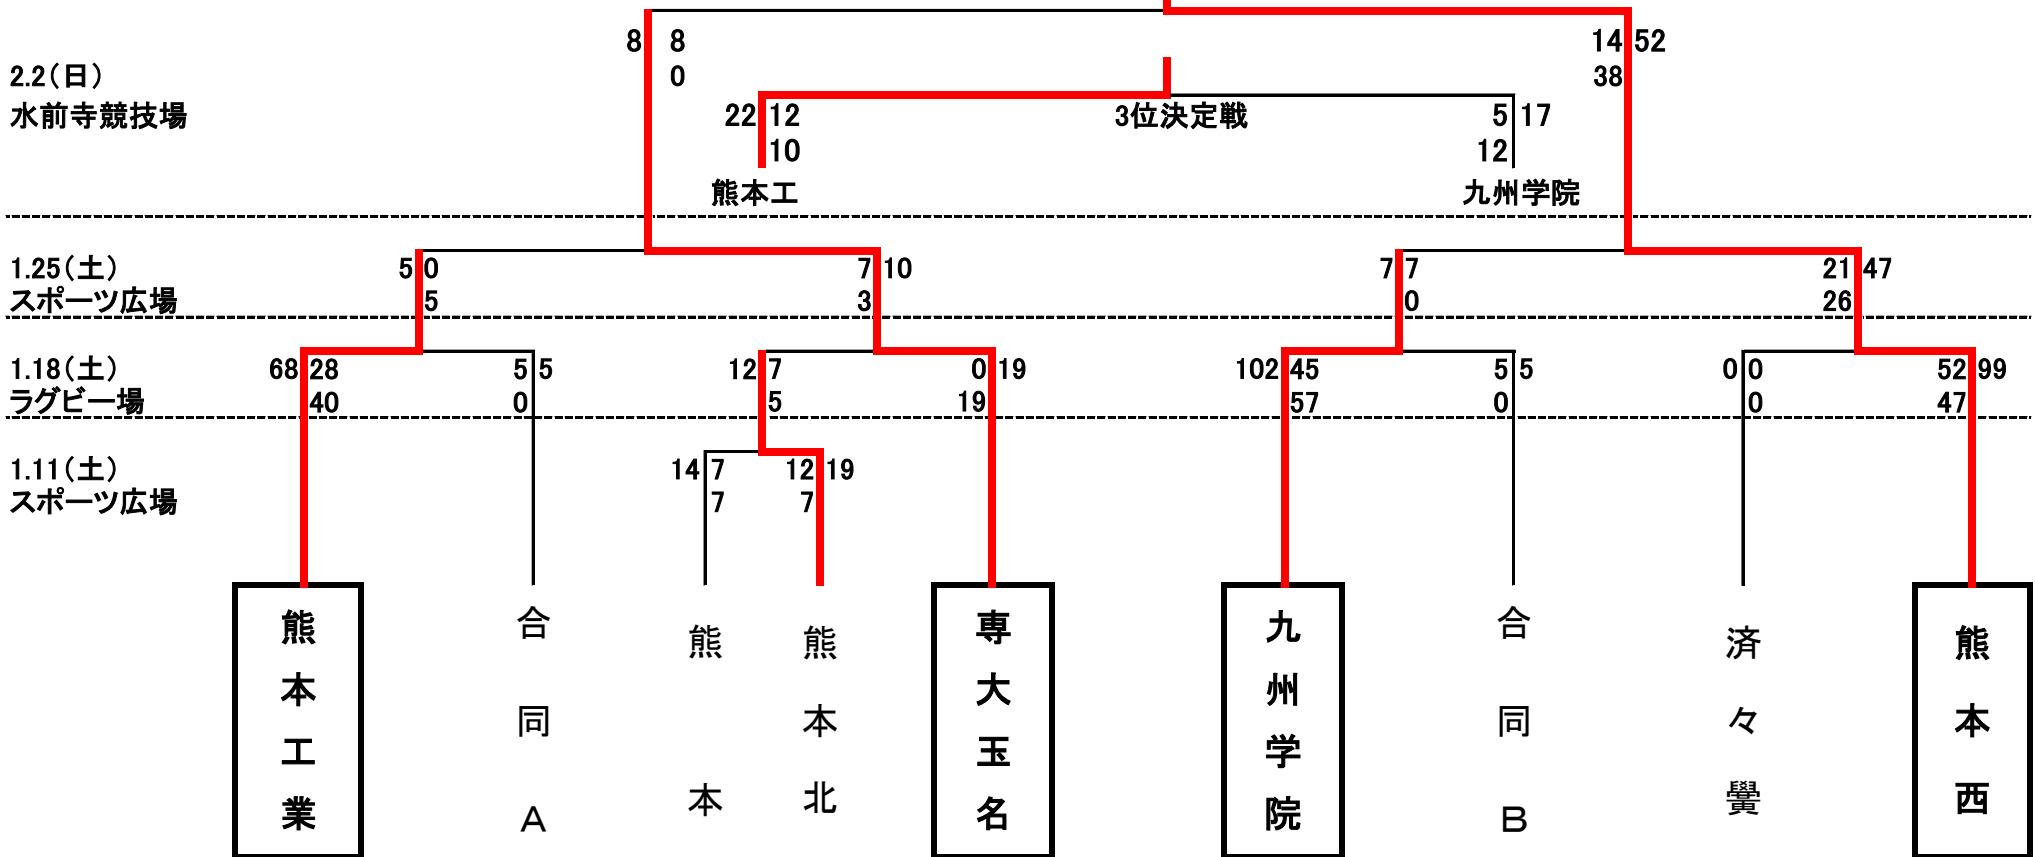 8 8 14 52
0 38
2.2(日)
水前寺競技場
22 12 3位決定戦 5 17
10 12
熊本工 九州学院
1.25(土) 5 0 7 10 7 7 21 47
スポーツ広場 5 3 0 26
1.18(土) 68 28 5 5 12 7 0 19 102 45 5 5 0 0 52 99
ラグビー場 40 0 5 19 57 0 0 47
1.11(土) 14 7 12 19
スポーツ広場 7 7
熊本工業
合同A
熊本
熊本北
専大玉名
九州学院
合同B
済々黌
熊本西